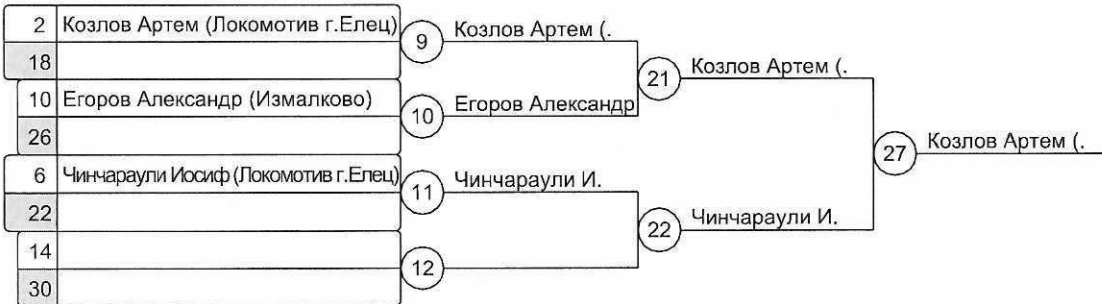 2 Козлов Артем (Локомотив г.Елец)
9 Козлов Артем (.
18
21 Козлов Артем (.
10 Егоров Александр (Измалково)
10 Егоров Александр
26
27 Козлов Артем (.
6 Чинчараули Иосиф (Локомотив г.Елец)
11 Чинчараули И.
22
22 Чинчараули И.
14
12
30